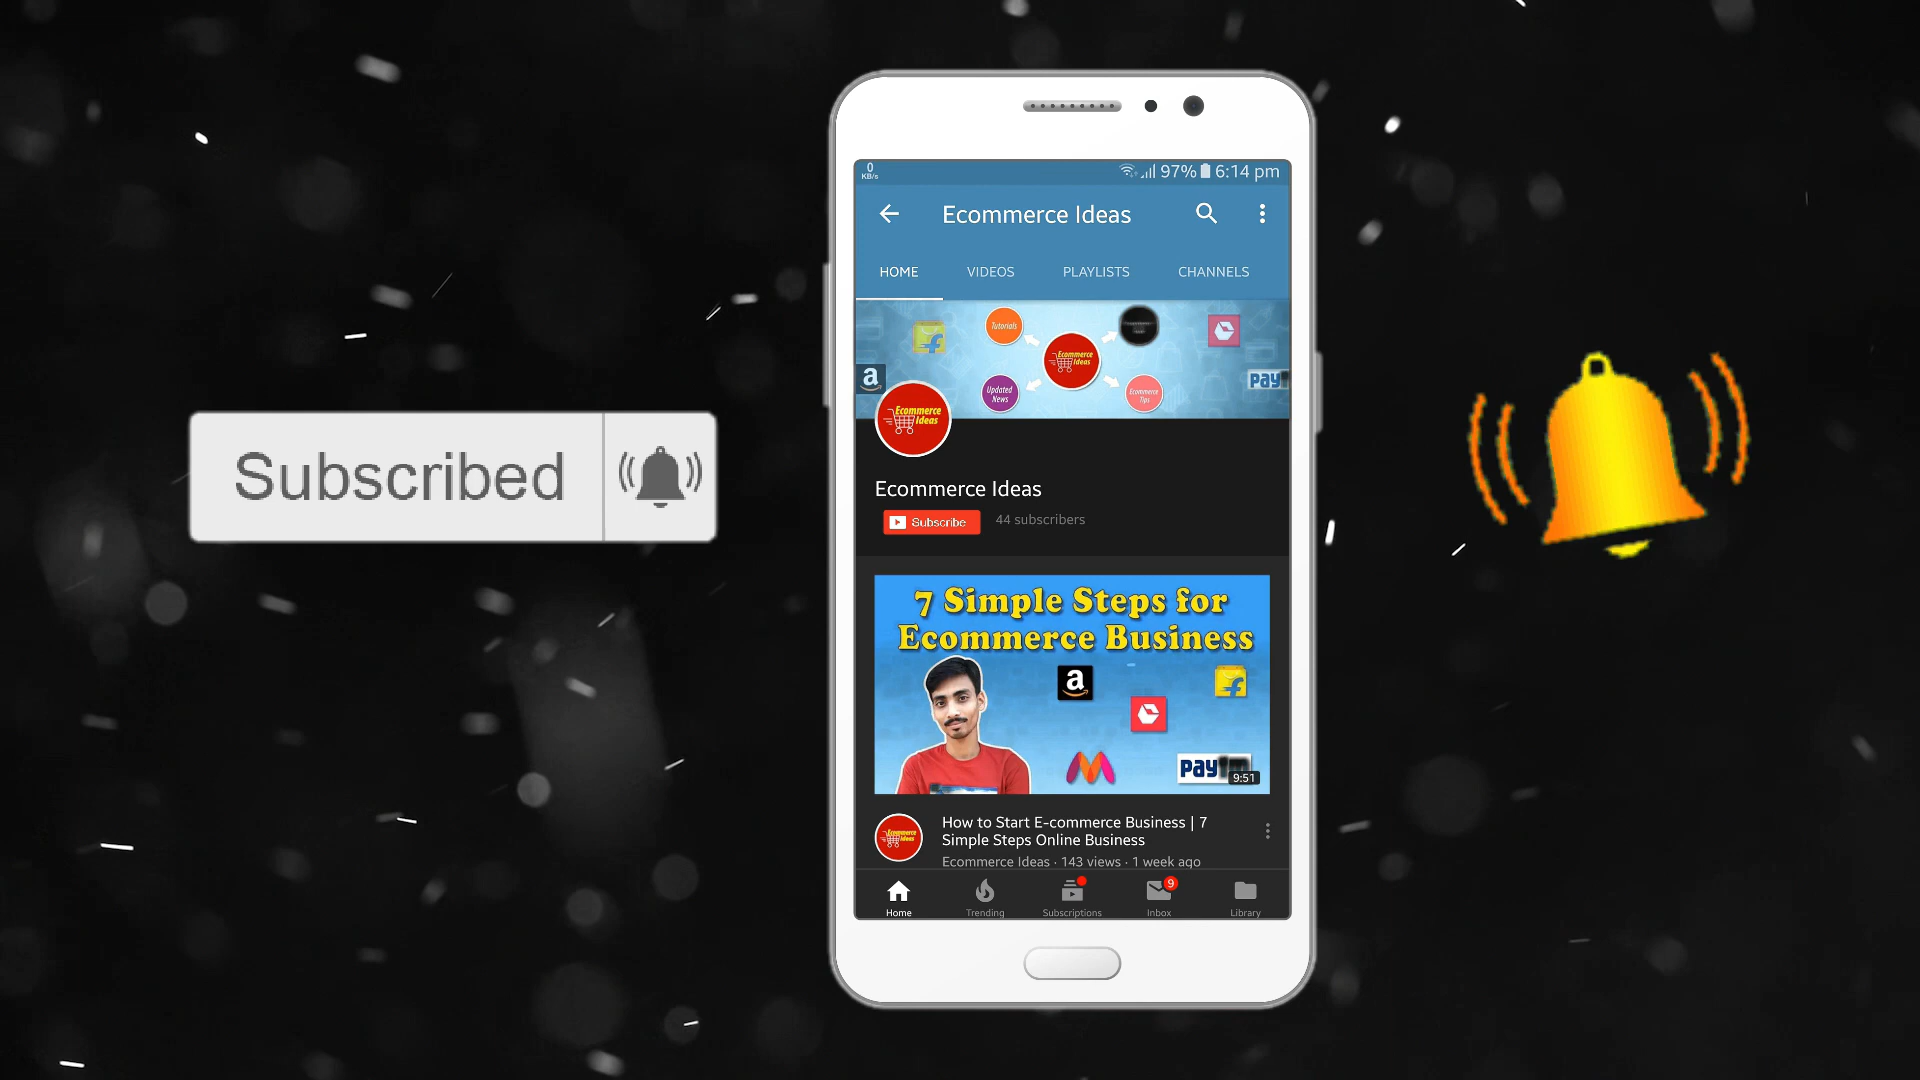 Subscribed
0
KB/s
97% 6:14 pm
Ecommerce Ideas
HOME VIDEOS PLAYLISTS CHANNELS
Tutorials
Ecommerce
Ideas
a
Updated
News
Ecommerce
Tips
Pay
Ecommerce
Ideas
Ecommerce Ideas
Subscribe 44 subscribers
7 Simple Steps for
Ecommerce Business
a
Pay
9:51
Ecommerce
Ideas
How to Start E-commerce Business | 7
Simple Steps Online Business
Ecommerce Ideas · 143 views · 1 week ago
9
Home Trending Subscriptions Inbox Library